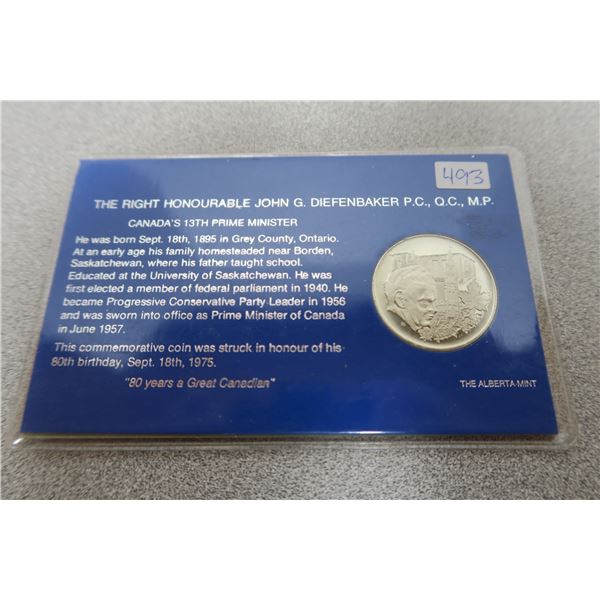 493
THE RIGHT HONOURABLE JOHN G. DIEFENBAKER P.C., Q.C., M.P.
CANADA'S 13TH PRIME MINISTER
He was born Sept. 18th, 1895 in Grey County, Ontario.
At an early age his family homesteaded near Borden,
Saskatchewan, where his father taught school.
Educated at the University of Saskatchewan. He was
first elected a member of federal parliament in 1940. He
became Progressive Conservative Party Leader in 1956
and was sworn into office as Prime Minister of Canada
in June 1957.
This commemorative coin was struck in honour of his
80th birthday, Sept. 18th, 1975.
"80 years a Great Canadian"
THE ALBERTA MINT